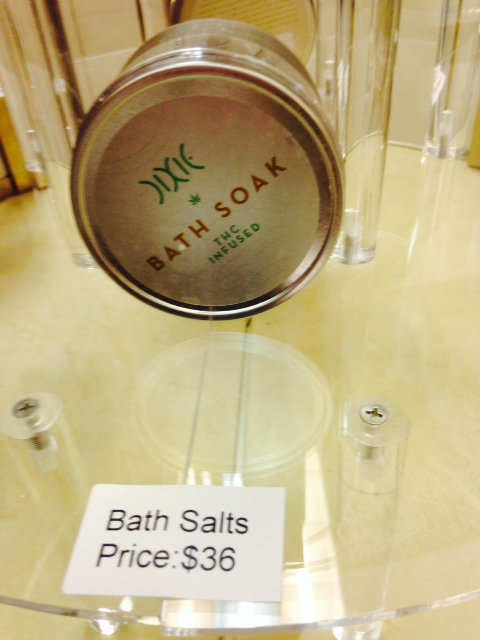 DIXIE
BATH SOAK
THC
INFUSED
Bath Salts
Price:$36